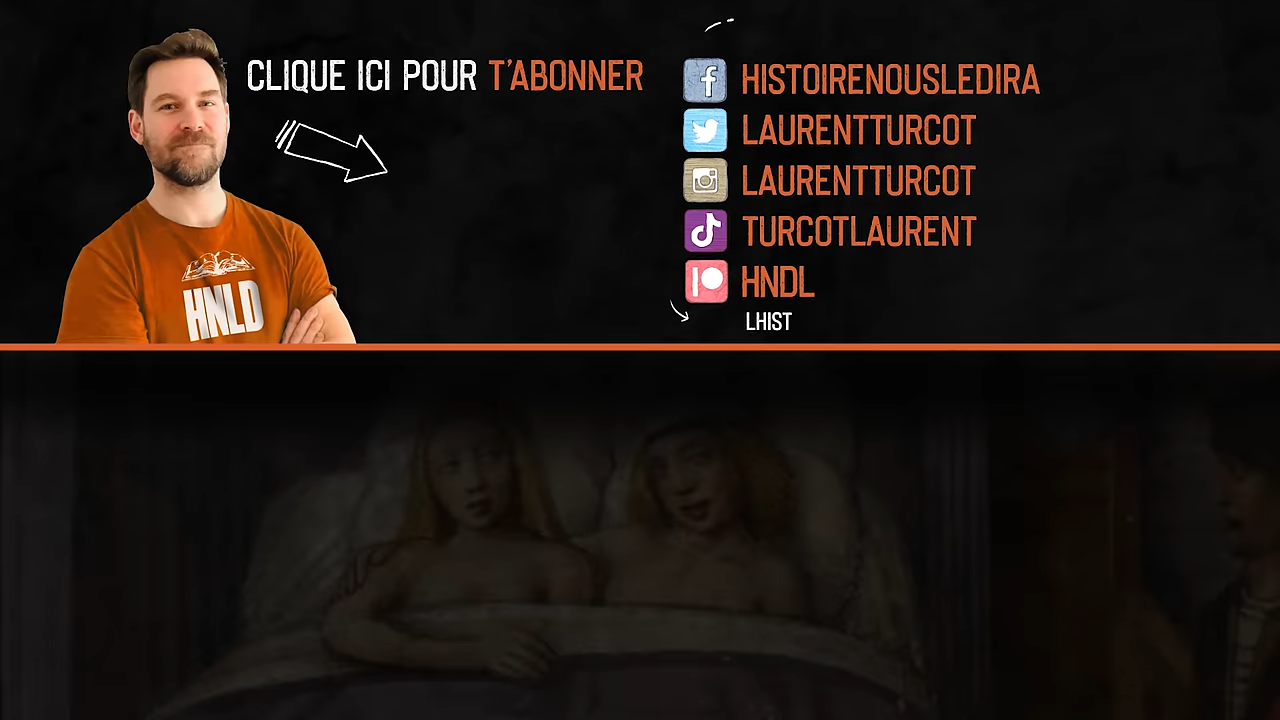 CLIQUE ICI POUR T'ABONNER
HNLD
HISTOIRENOUSLEDIRA
LAURENTTURCOT
LAURENTTURCOT
TURCOTLAURENT
HNDL
LHIST